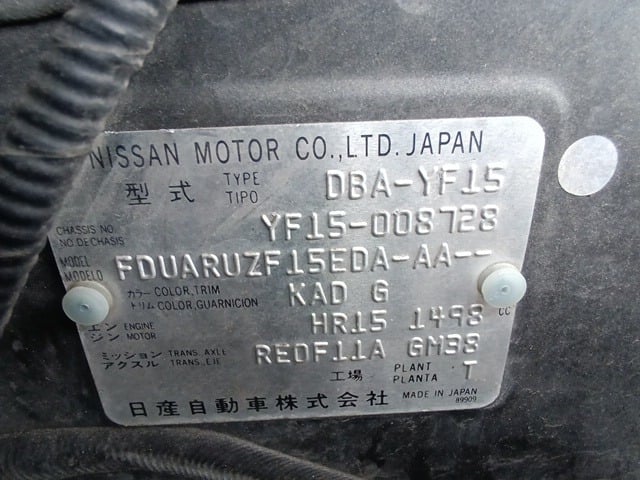 NISSAN MOTOR CO.,LTD. JAPAN
型式 TYPE TIPO DBA-YF15
CHASSIS NO NO.DE CHASIS YF15-008728
MODEL MODELO FDUARUZF15EDA-AA--
カラー COLOR,TRIM トリム COLOR,GUARNICION KAD G
エンジン ENGINE MOTOR HR15 1498 CC
ミッション TRANS. AXLE アクスル TRANS.,EJE RE0F11A GM38
工場 PLANT PLANTA T
日産自動車株式会社 MADE IN JAPAN
89909